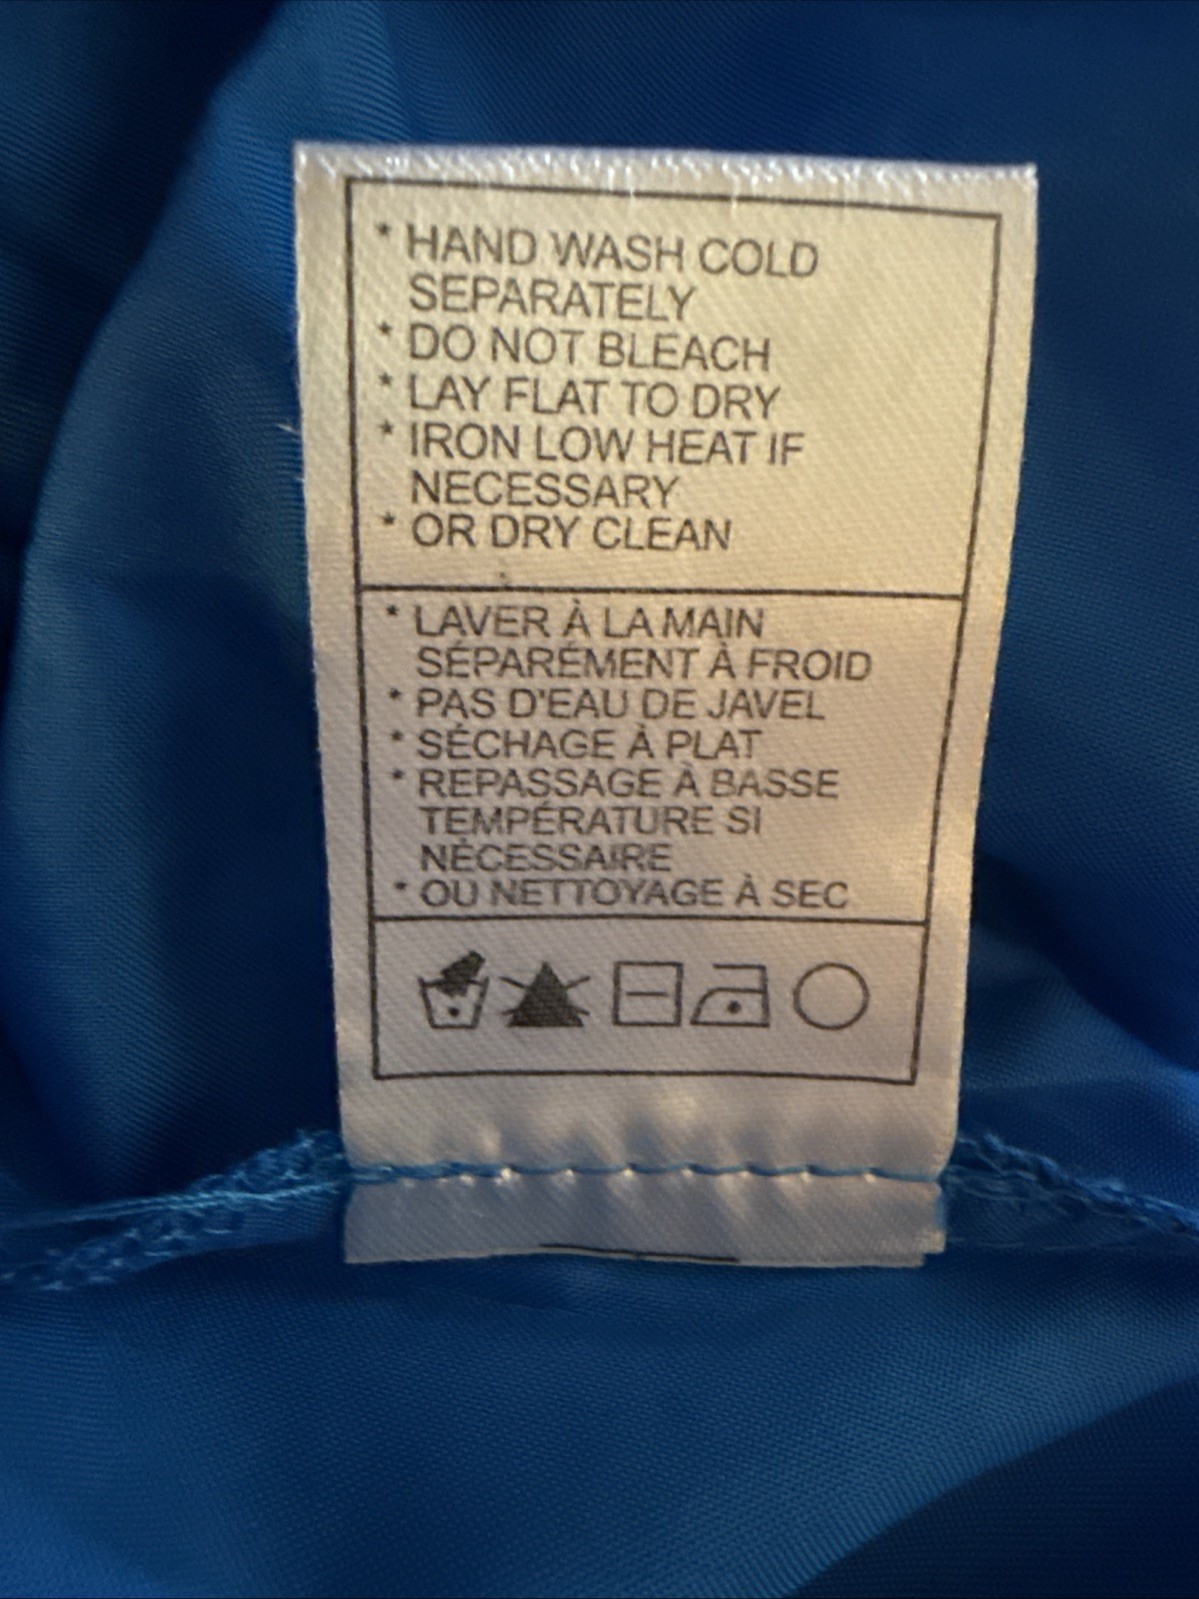 * HAND WASH COLD
SEPARATELY
* DO NOT BLEACH
* LAY FLAT TO DRY
* IRON LOW HEAT IF
NECESSARY
* OR DRY CLEAN
* LAVER À LA MAIN
SÉPARÉMENT À FROID
* PAS D'EAU DE JAVEL
* SÉCHAGE À PLAT
* REPASSAGE À BASSE
TEMPÉRATURE SI
NÉCESSAIRE
* OU NETTOYAGE À SEC